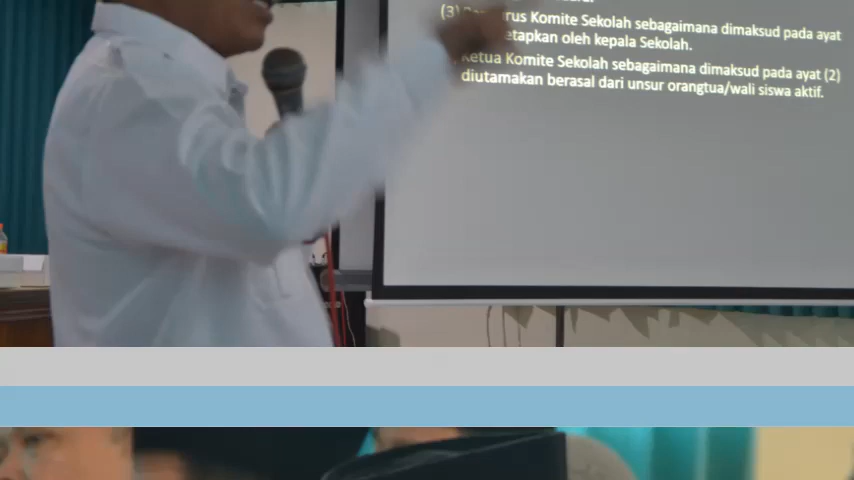 (3) Komite Sekolah sebagaimana dimaksud pada ayat
oleh kepala Sekolah.
Ketua Komite Sekolah sebagaimana dimaksud pada ayat (2)
diutamakan berasal dari unsur orangtua/wali siswa aktif.